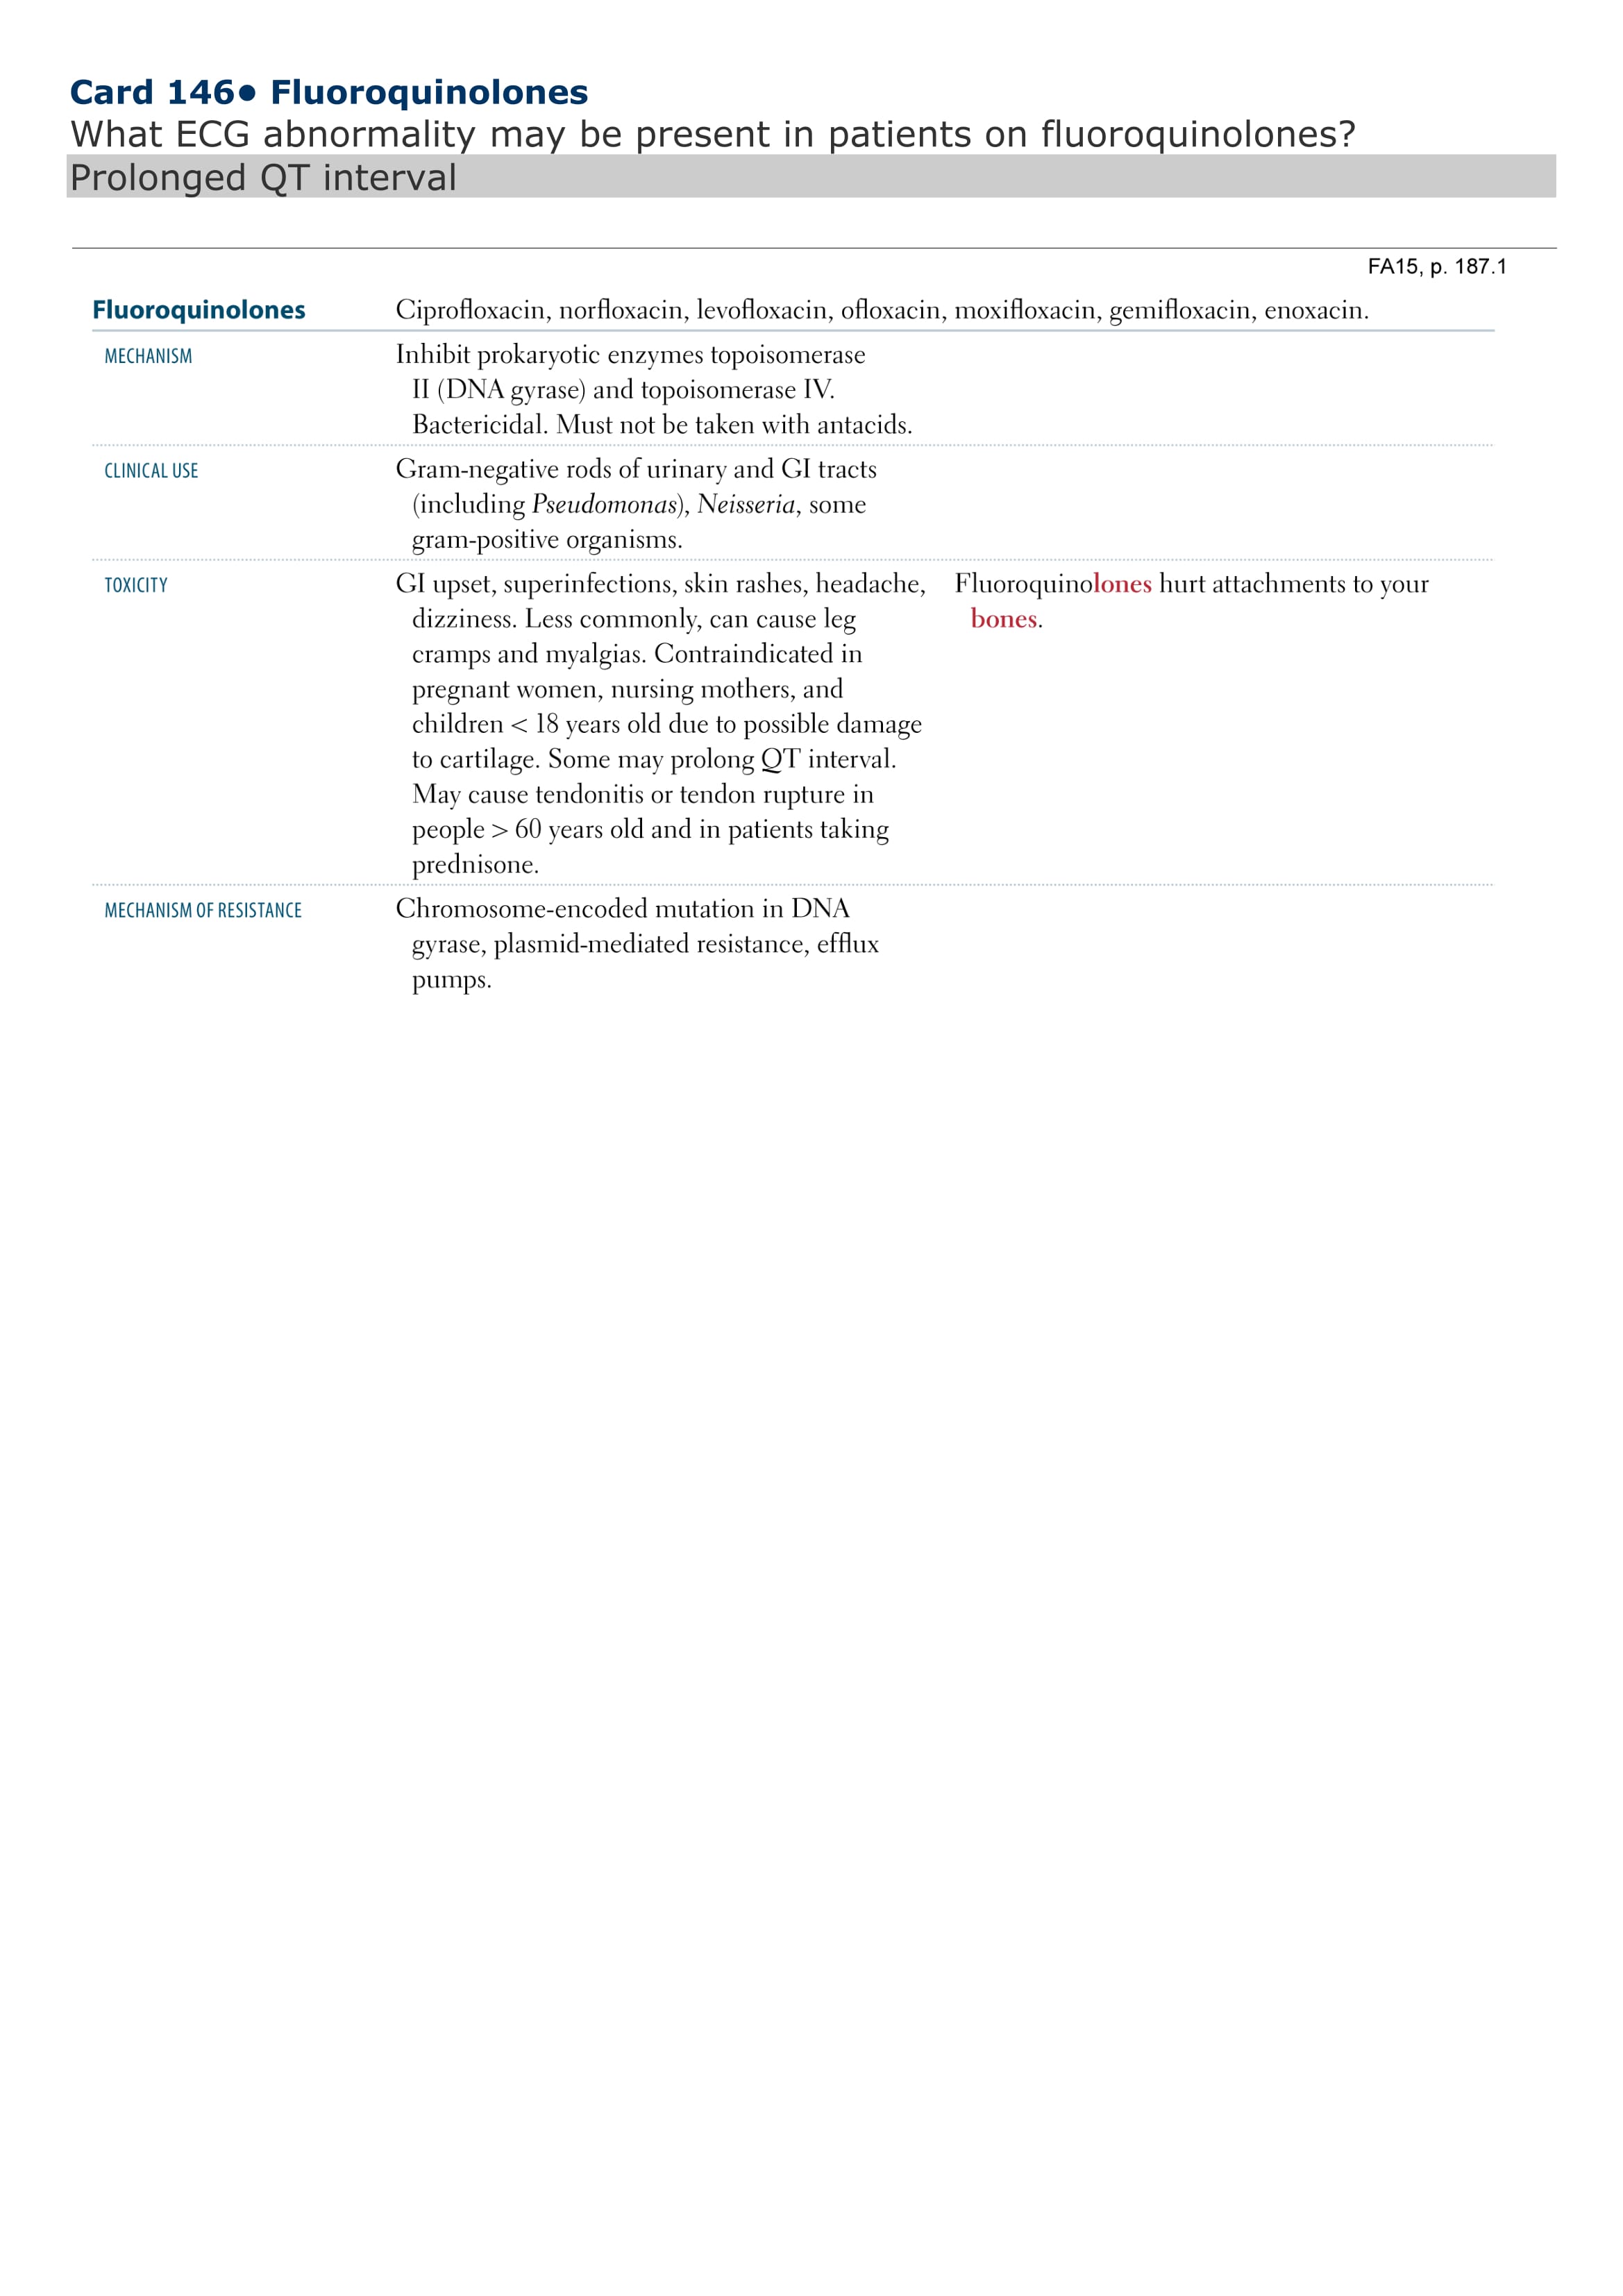 Card 146• Fluoroquinolones
What ECG abnormality may be present in patients on fluoroquinolones?
Prolonged QT interval
FA15, p. 187.1
Fluoroquinolones Ciprofloxacin, norfloxacin, levofloxacin, ofloxacin, moxifloxacin, gemifloxacin, enoxacin.
MECHANISM Inhibit prokaryotic enzymes topoisomerase
II (DNA gyrase) and topoisomerase IV.
Bactericidal. Must not be taken with antacids.
CLINICAL USE Gram-negative rods of urinary and GI tracts
(including Pseudomonas), Neisseria, some
gram-positive organisms.
TOXICITY GI upset, superinfections, skin rashes, headache,
dizziness. Less commonly, can cause leg
cramps and myalgias. Contraindicated in
pregnant women, nursing mothers, and
children < 18 years old due to possible damage
to cartilage. Some may prolong QT interval.
May cause tendonitis or tendon rupture in
people > 60 years old and in patients taking
prednisone.
Fluoroquinolones hurt attachments to your
bones.
MECHANISM OF RESISTANCE Chromosome-encoded mutation in DNA
gyrase, plasmid-mediated resistance, efflux
pumps.